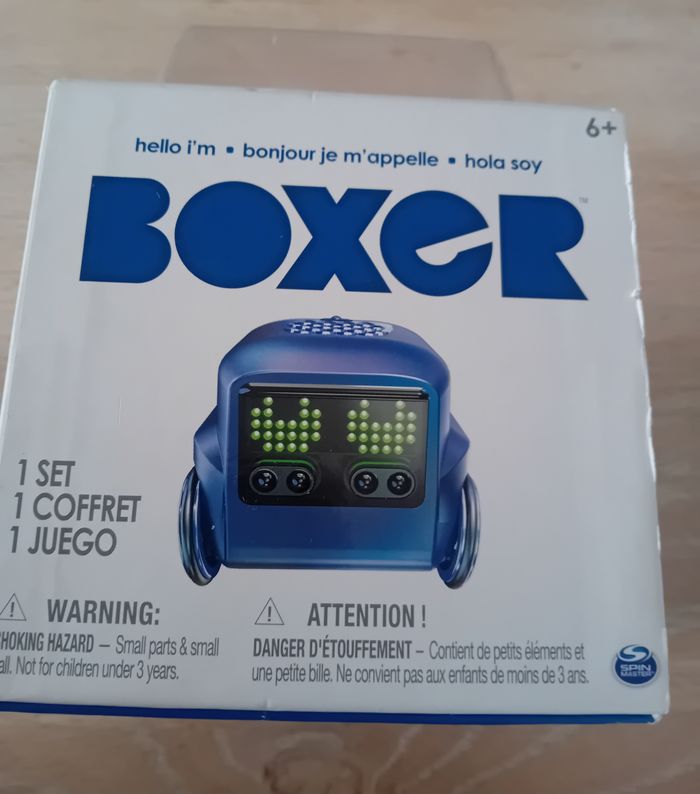 6+
hello i'm ▪ bonjour je m'appelle ▪ hola soy
BOXER™
1 SET
1 COFFRET
1 JUEGO
WARNING:
HOKING HAZARD – Small parts & small
all. Not for children under 3 years.
ATTENTION !
DANGER D'ÉTOUFFEMENT – Contient de petits éléments et
une petite bille. Ne convient pas aux enfants de moins de 3 ans.
SPIN
MASTER